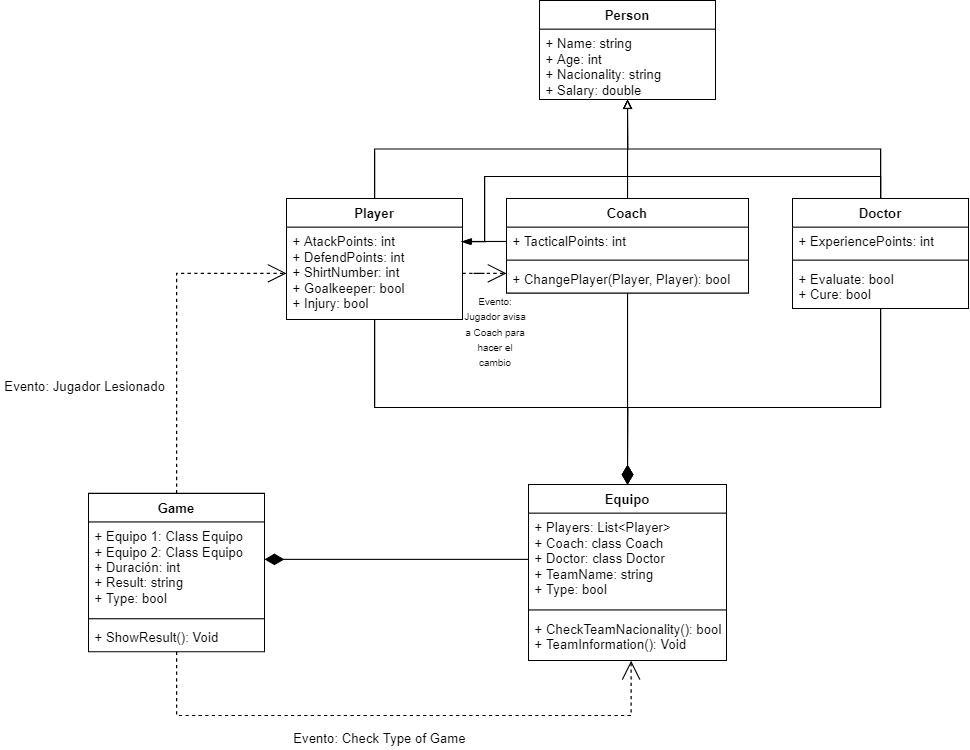 Person
+ Name: string
+ Age: int
+ Nacionality: string
+ Salary: double
Player
+ AtackPoints: int
+ DefendPoints: int
+ ShirtNumber: int
+ Goalkeeper: bool
+ Injury: bool
Coach
+ TacticalPoints: int
+ ChangePlayer(Player, Player): bool
Doctor
+ ExperiencePoints: int
+ Evaluate: bool
+ Cure: bool
Evento:
Jugador avisa
a Coach para
hacer el
cambio
Evento: Jugador Lesionado
Game
+ Equipo 1: Class Equipo
+ Equipo 2: Class Equipo
+ Duración: int
+ Result: string
+ Type: bool
+ ShowResult(): Void
Equipo
+ Players: List<Player>
+ Coach: class Coach
+ Doctor: class Doctor
+ TeamName: string
+ Type: bool
+ CheckTeamNacionality(): bool
+ TeamInformation(): Void
Evento: Check Type of Game